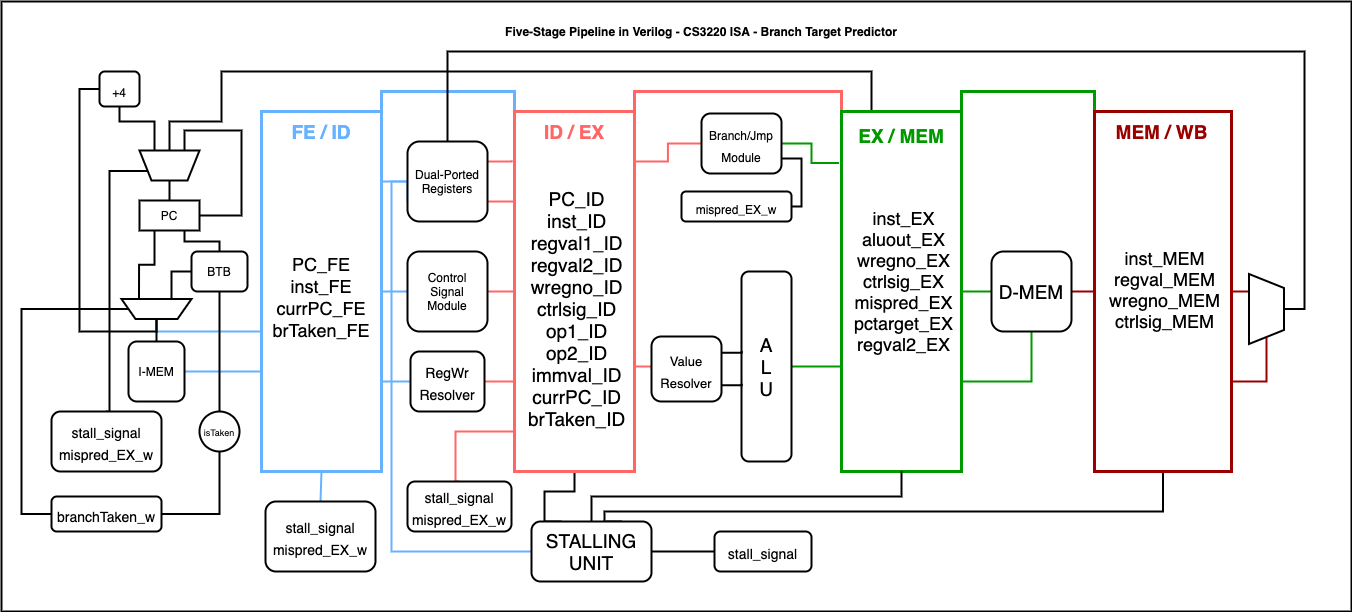 Five-Stage Pipeline in Verilog - CS3220 ISA - Branch Target Predictor
+4
PC
BTB
I-MEM
isTaken
stall_signal
mispred_EX_w
branchTaken_w
FE / ID
PC_FE
inst_FE
currPC_FE
brTaken_FE
stall_signal
mispred_EX_w
Dual-Ported
Registers
Control
Signal
Module
RegWr
Resolver
stall_signal
mispred_EX_w
ID / EX
PC_ID
inst_ID
regval1_ID
regval2_ID
wregno_ID
ctrlsig_ID
op1_ID
op2_ID
immval_ID
currPC_ID
brTaken_ID
STALLING
UNIT
stall_signal
Branch/Jmp
Module
mispred_EX_w
Value
Resolver
A
L
U
EX / MEM
inst_EX
aluout_EX
wregno_EX
ctrlsig_EX
mispred_EX
pctarget_EX
regval2_EX
D-MEM
MEM / WB
inst_MEM
regval_MEM
wregno_MEM
ctrlsig_MEM